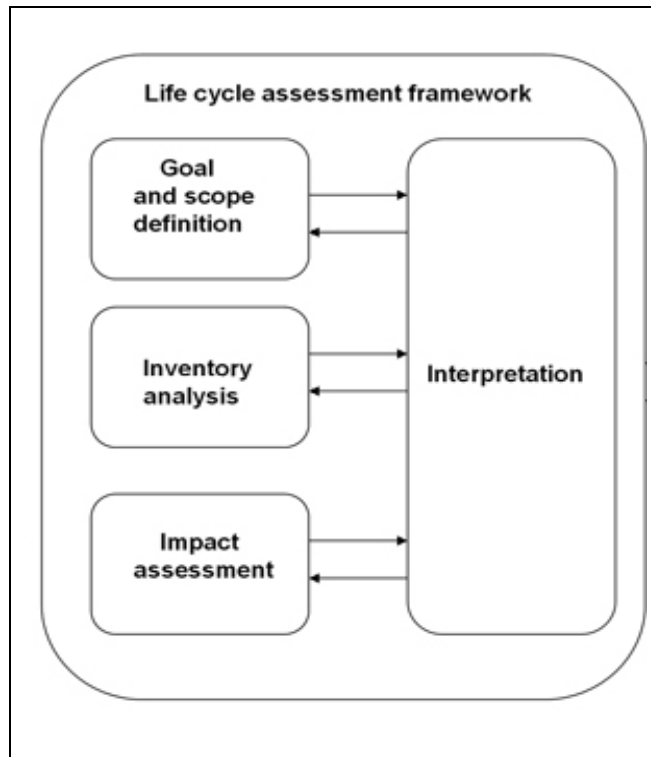 Life cycle assessment framework
Goal
and scope
definition
Inventory
analysis
Interpretation
Impact
assessment